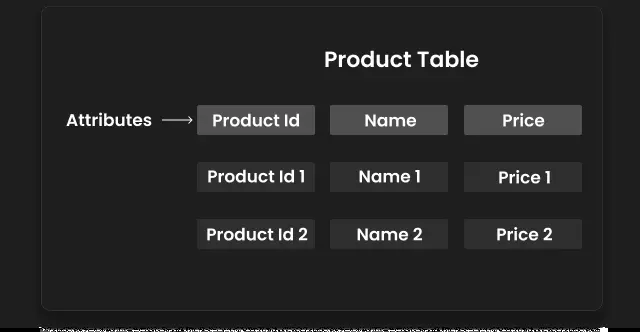 Product Table
Attributes Product Id Name Price
Product Id 1 Name 1 Price 1
Product Id 2 Name 2 Price 2